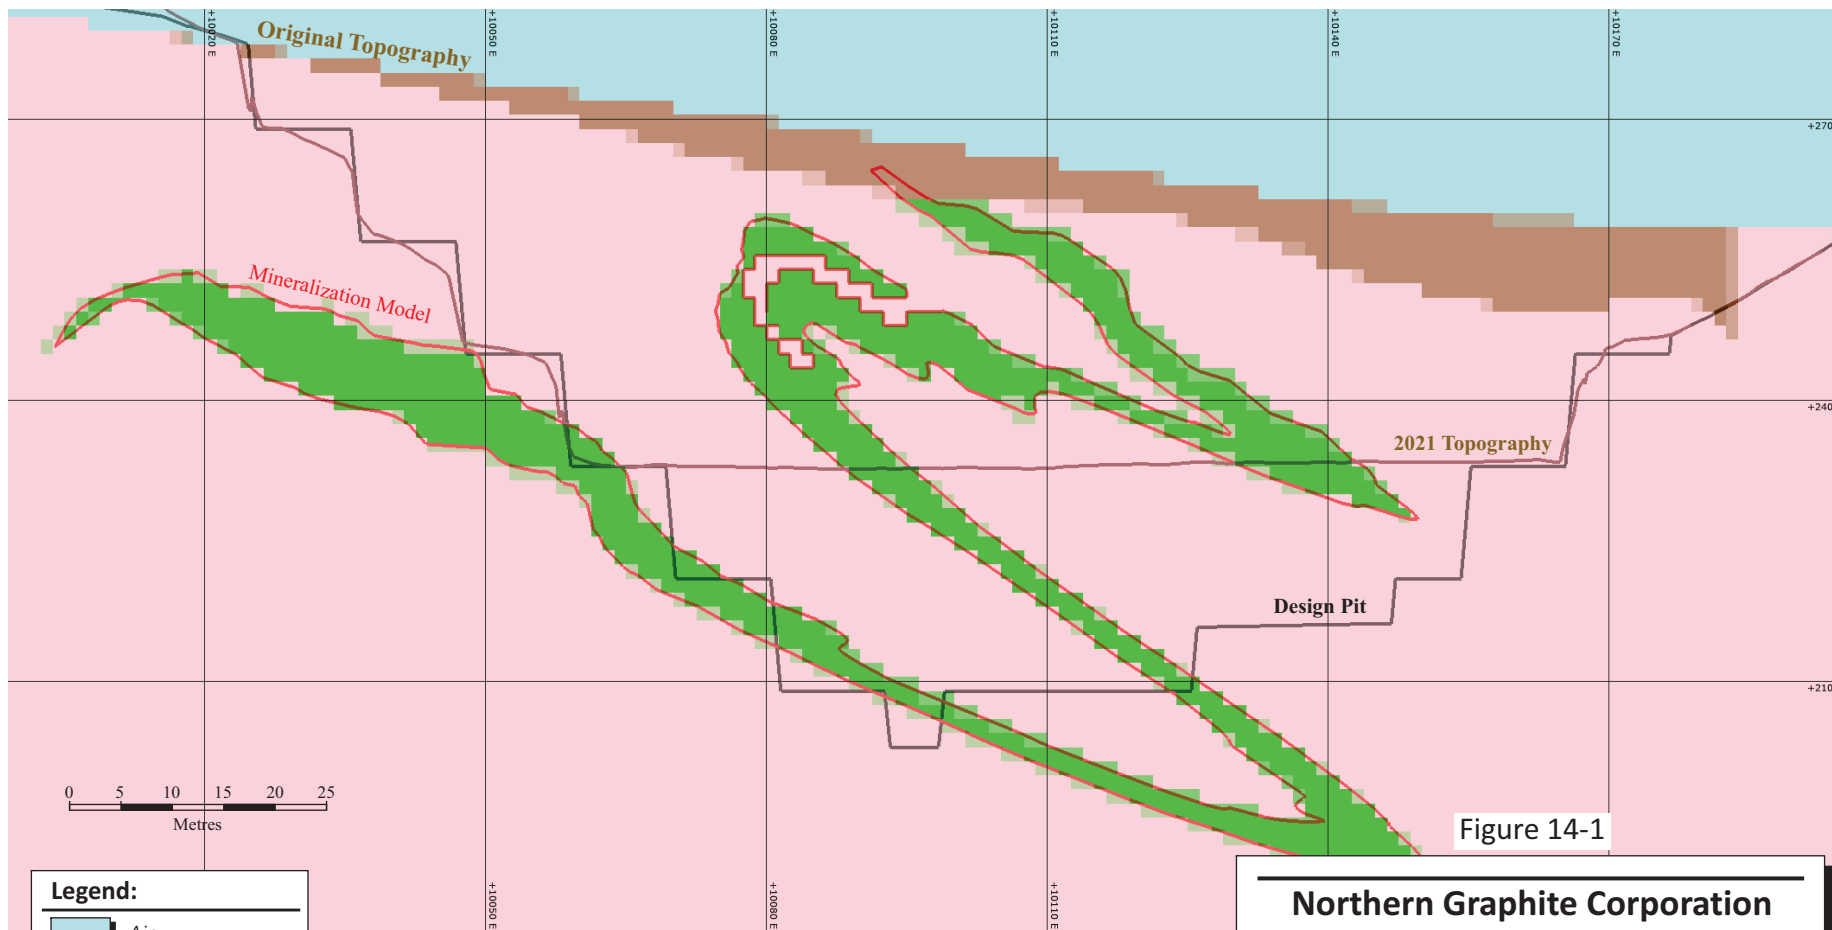 +10020 E
+10050 E
+10080 E
+10110 E
+10140 E
+10170 E
Original Topography
+270
Mineralization Model
+240
2021 Topography
Design Pit
+210
0 5 10 15 20 25
Metres
Figure 14-1
Legend:
Northern Graphite Corporation
+10050 E
+10080 E
+10110 E